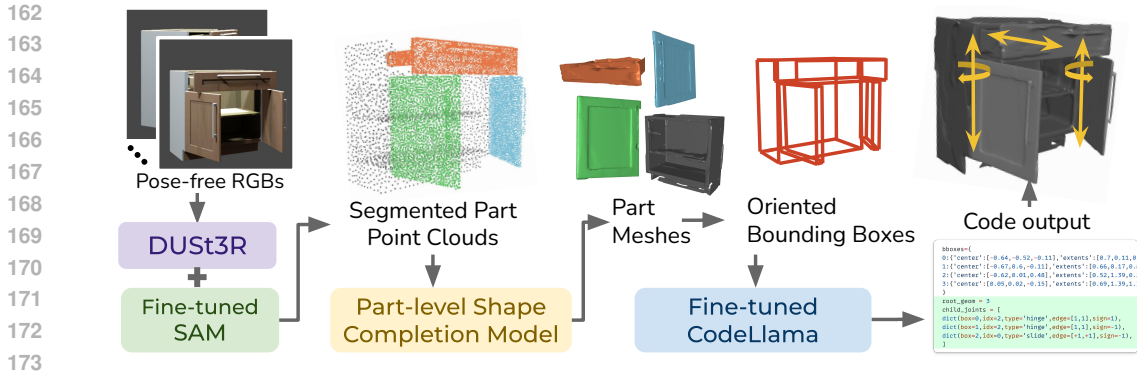 162
163
164
165
166
167
168
169
170
171
172
173
Pose-free RGBs
DUSt3R
Fine-tuned
SAM
Segmented Part
Point Clouds
Part-level Shape
Completion Model
Part
Meshes
Oriented
Bounding Boxes
Fine-tuned
CodeLlama
Code output
bboxes={
0:{'center':[-0.64,-0.52,-0.11],'extents':[0.7,0.11,0
1:{'center':[-0.67,0.6,-0.11],'extents':[0.66,0.17,0.
2:{'center':[-0.62,0.01,0.48],'extents':[0.52,1.39,0.
3:{'center':[0.09,0.02,-0.15],'extents':[0.69,1.39,1.
}
root_geom = 3
child_joints = [
dict(box=0,idx=2,type='hinge',edge=[1,1],sign=1),
dict(box=1,idx=2,type='hinge',edge=[1,1],sign=-1),
dict(box=2,idx=0,type='slide',edge=[+1,+1],sign=-1),
]